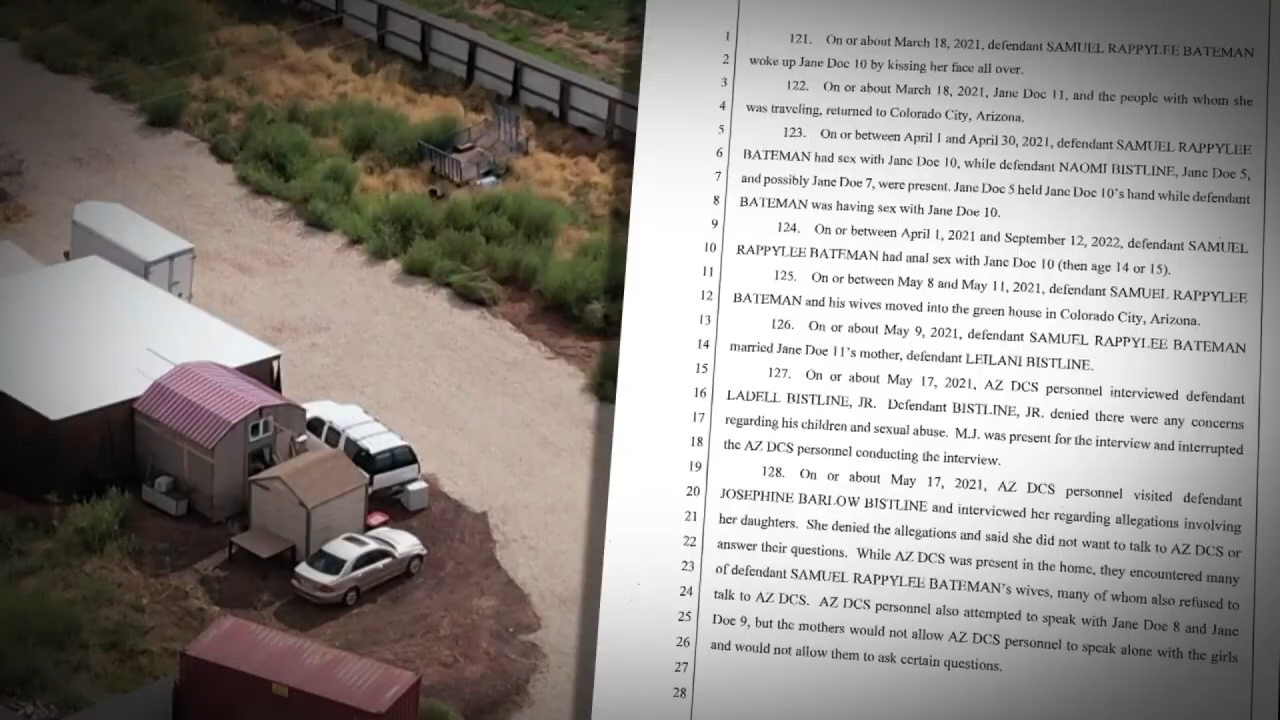 1 121. On or about March 18, 2021, defendant SAMUEL RAPPYLEE BATEMAN
2 woke up Jane Doe 10 by kissing her face all over.
3 122. On or about March 18, 2021, Jane Doe 11, and the people with whom she
4 was traveling, returned to Colorado City, Arizona.
5 123. On or between April 1 and April 30, 2021, defendant SAMUEL RAPPYLEE
6 BATEMAN had sex with Jane Doe 10, while defendant NAOMI BISTLINE, Jane Doe 5,
7 and possibly Jane Doe 7, were present. Jane Doe 5 held Jane Doe 10's hand while defendant
8 BATEMAN was having sex with Jane Doe 10.
9 124. On or between April 1, 2021 and September 12, 2022, defendant SAMUEL
10 RAPPYLEE BATEMAN had anal sex with Jane Doe 10 (then age 14 or 15).
11 125. On or between May 8 and May 11, 2021, defendant SAMUEL RAPPYLEE
12 BATEMAN and his wives moved into the green house in Colorado City, Arizona.
13 126. On or about May 9, 2021, defendant SAMUEL RAPPYLEE BATEMAN
14 married Jane Doe 11's mother, defendant LEILANI BISTLINE.
15 127. On or about May 17, 2021, AZ DCS personnel interviewed defendant
16 LADELL BISTLINE, JR. Defendant BISTLINE, JR. denied there were any concerns
17 regarding his children and sexual abuse. M.J. was present for the interview and interrupted
18 the AZ DCS personnel conducting the interview.
19 128. On or about May 17, 2021, AZ DCS personnel visited defendant
20 JOSEPHINE BARLOW BISTLINE and interviewed her regarding allegations involving
21 her daughters. She denied the allegations and said she did not want to talk to AZ DCS or
22 answer their questions. While AZ DCS was present in the home, they encountered many
23 of defendant SAMUEL RAPPYLEE BATEMAN's wives, many of whom also refused to
24 talk to AZ DCS. AZ DCS personnel also attempted to speak with Jane Doe 8 and Jane
25 Doe 9, but the mothers would not allow AZ DCS personnel to speak alone with the girls
26 and would not allow them to ask certain questions.
27
28